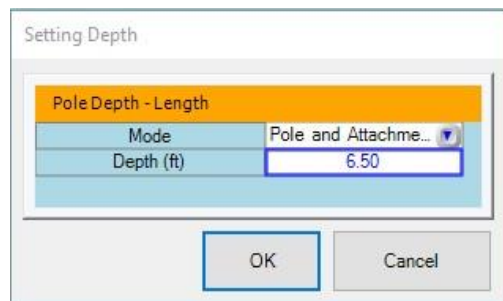 Setting Depth
Pole Depth - Length
Mode Pole and Attachme...
Depth (ft) 6.50
OK Cancel